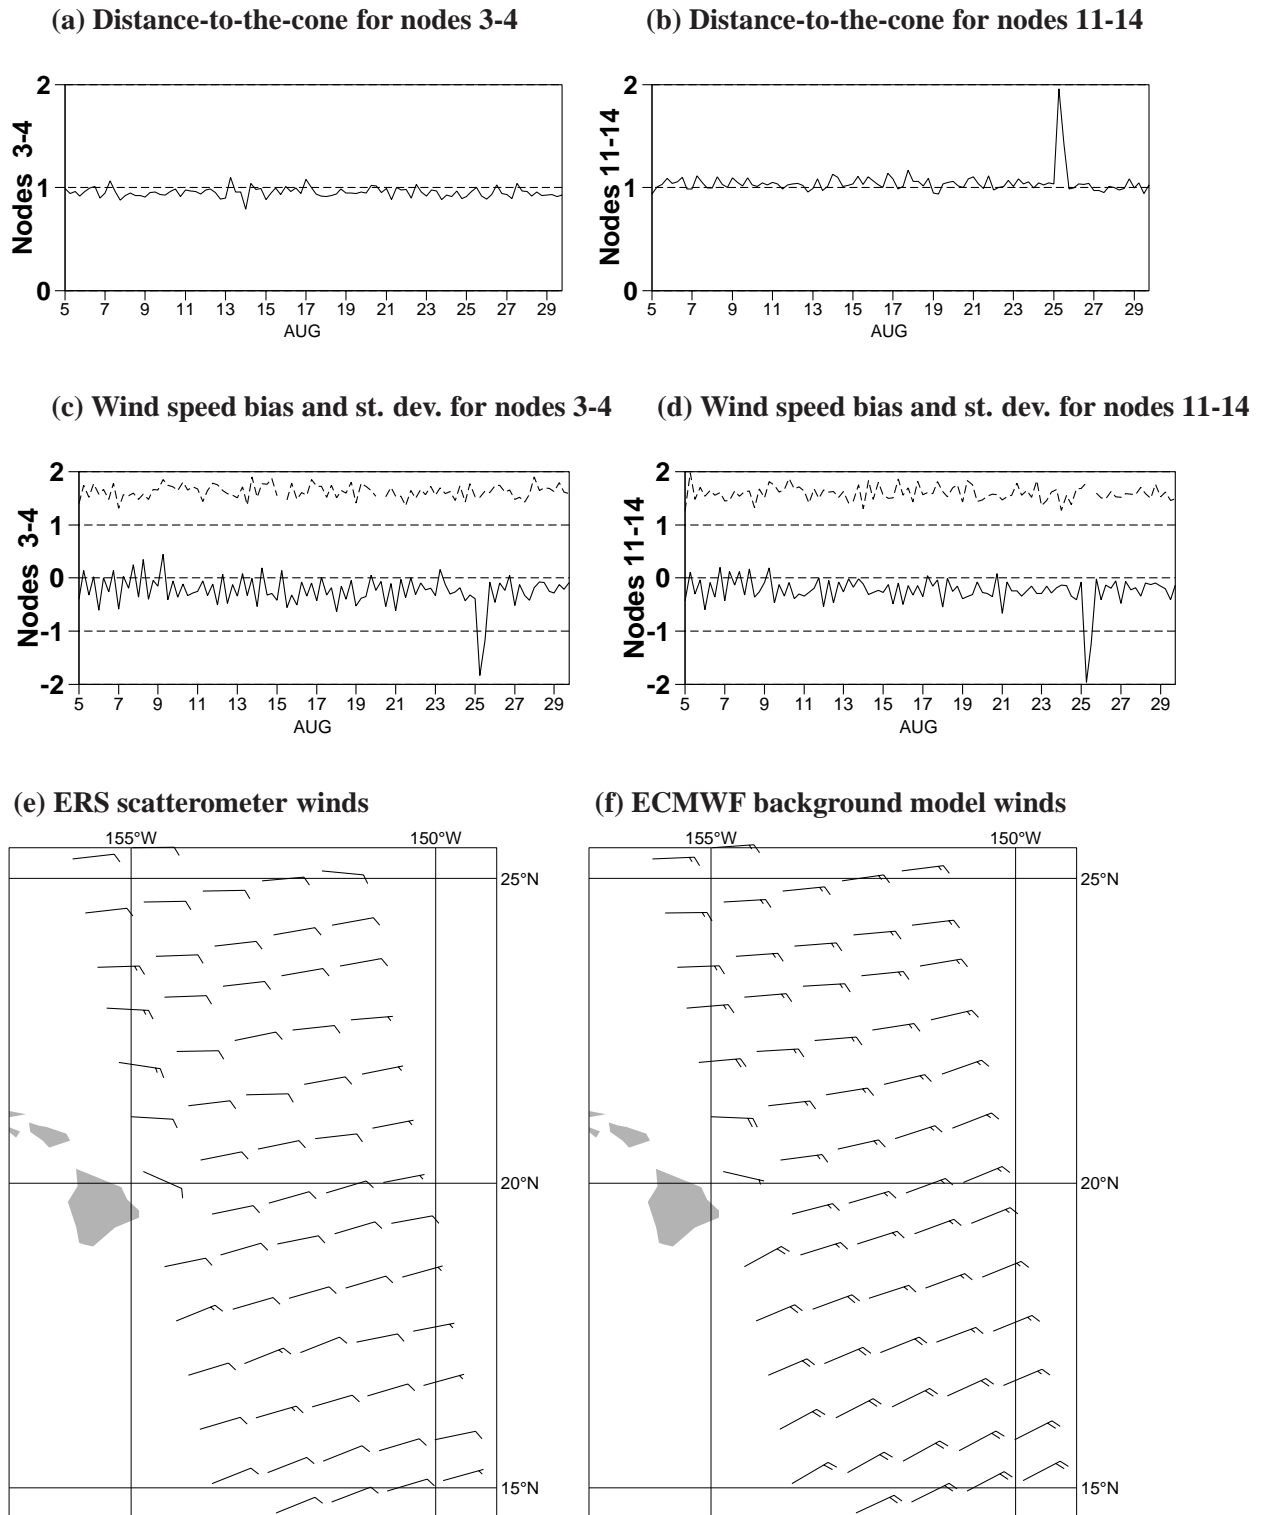 (a) Distance-to-the-cone for nodes 3-4
(b) Distance-to-the-cone for nodes 11-14
Nodes 3-4
2
1
0
5 7 9 11 13 15 17 19 21 23 25 27 29
AUG
Nodes 11-14
2
1
0
5 7 9 11 13 15 17 19 21 23 25 27 29
AUG
(c) Wind speed bias and st. dev. for nodes 3-4
(d) Wind speed bias and st. dev. for nodes 11-14
Nodes 3-4
2
1
0
-1
-2
5 7 9 11 13 15 17 19 21 23 25 27 29
AUG
Nodes 11-14
2
1
0
-1
-2
5 7 9 11 13 15 17 19 21 23 25 27 29
AUG
(e) ERS scatterometer winds
(f) ECMWF background model winds
155°W 150°W
25°N
20°N
15°N
155°W 150°W
25°N
20°N
15°N